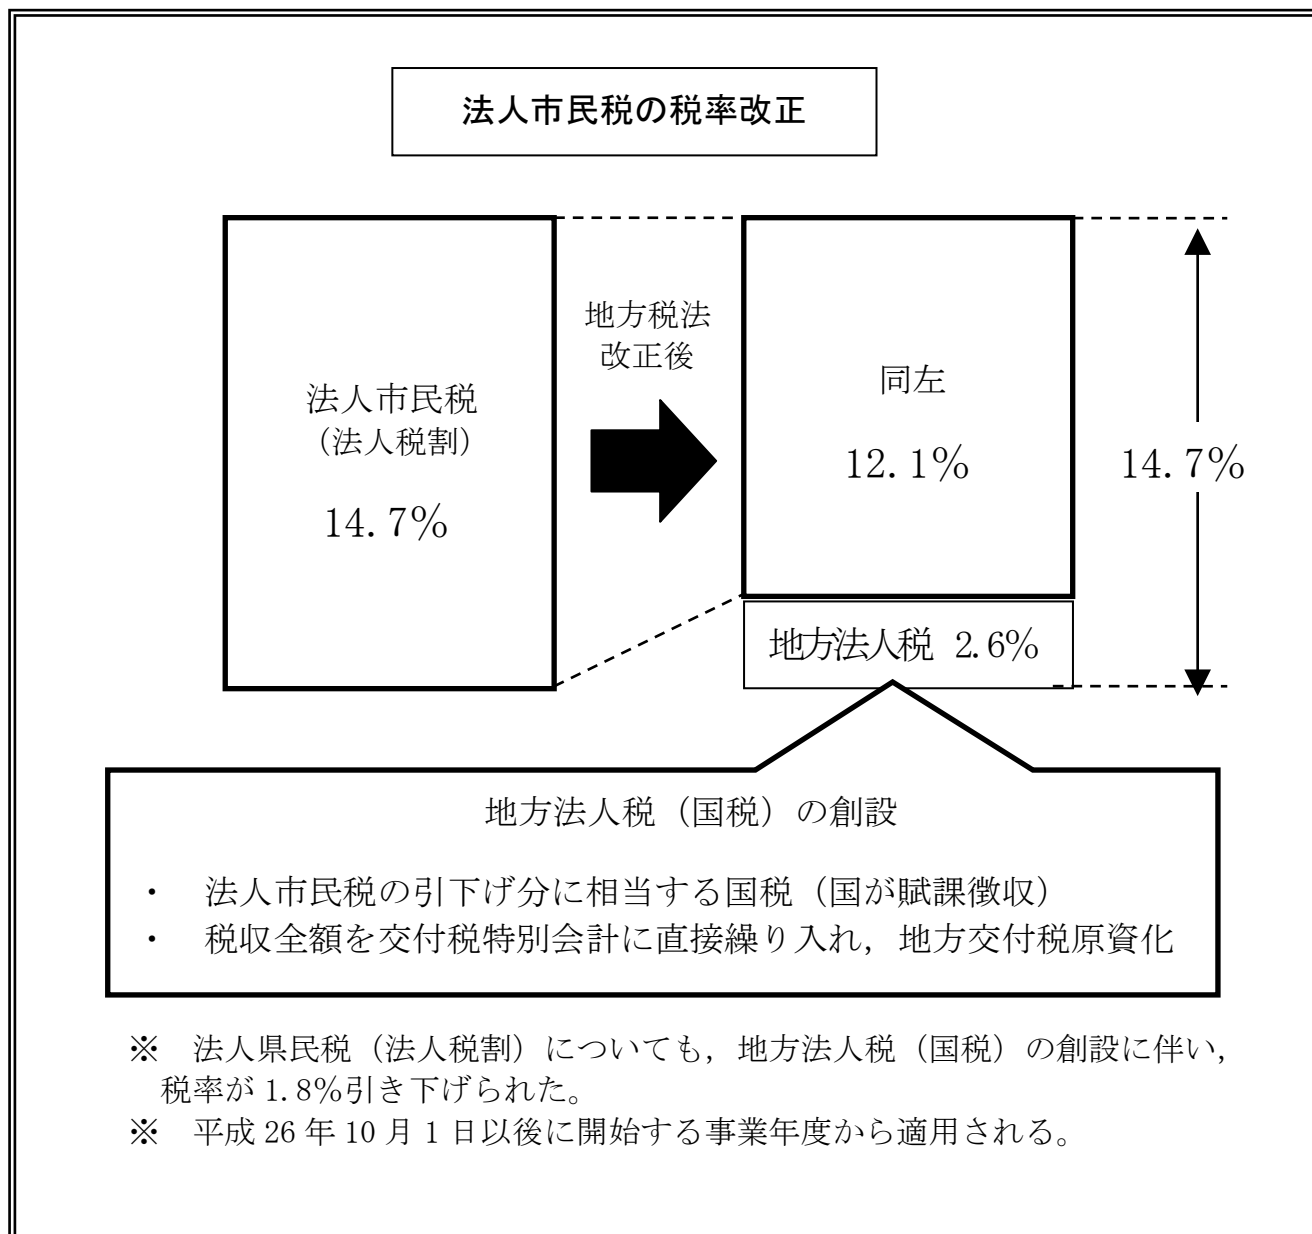 法人市民税の税率改正
法人市民税
（法人税割）
14.7％
地方税法
改正後
同左
12.1％
14.7％
地方法人税 2.6％
地方法人税（国税）の創設
・ 法人市民税の引下げ分に相当する国税（国が賦課徴収）
・ 税収全額を交付税特別会計に直接繰り入れ，地方交付税原資化
※ 法人県民税（法人税割）についても，地方法人税（国税）の創設に伴い，
税率が 1.8％引き下げられた。
※ 平成 26 年 10 月 1 日以後に開始する事業年度から適用される。